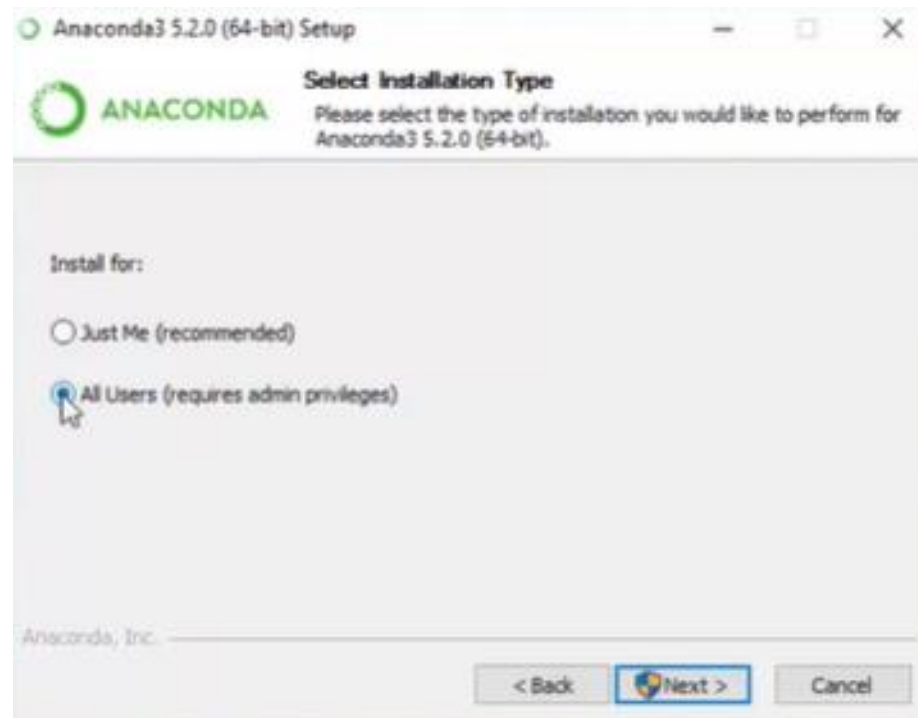 Anaconda3 5.2.0 (64-bit) Setup
ANACONDA
Select Installation Type
Please select the type of installation you would like to perform for
Anaconda3 5.2.0 (64-bit).
Install for:
Just Me (recommended)
All Users (requires admin privileges)
Anaconda, Inc.
< Back
Next >
Cancel